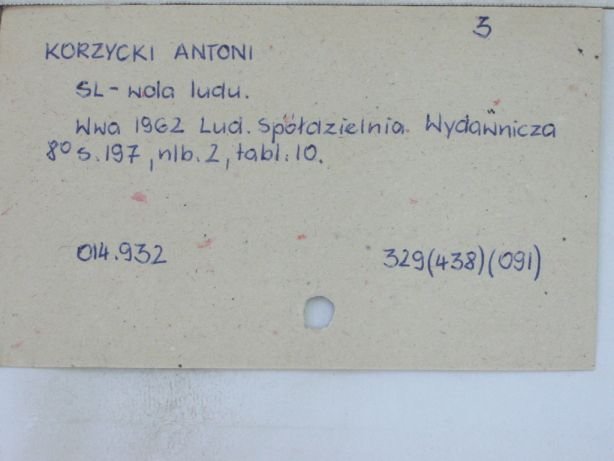 3
KORZYCKI ANTONI
SL - wola ludu.
Wwa 1962 Lud. Spółdzielnia Wydawnicza
8° s. 197, nlb. 2, tabl. 10.
014.932 329(438)(091)